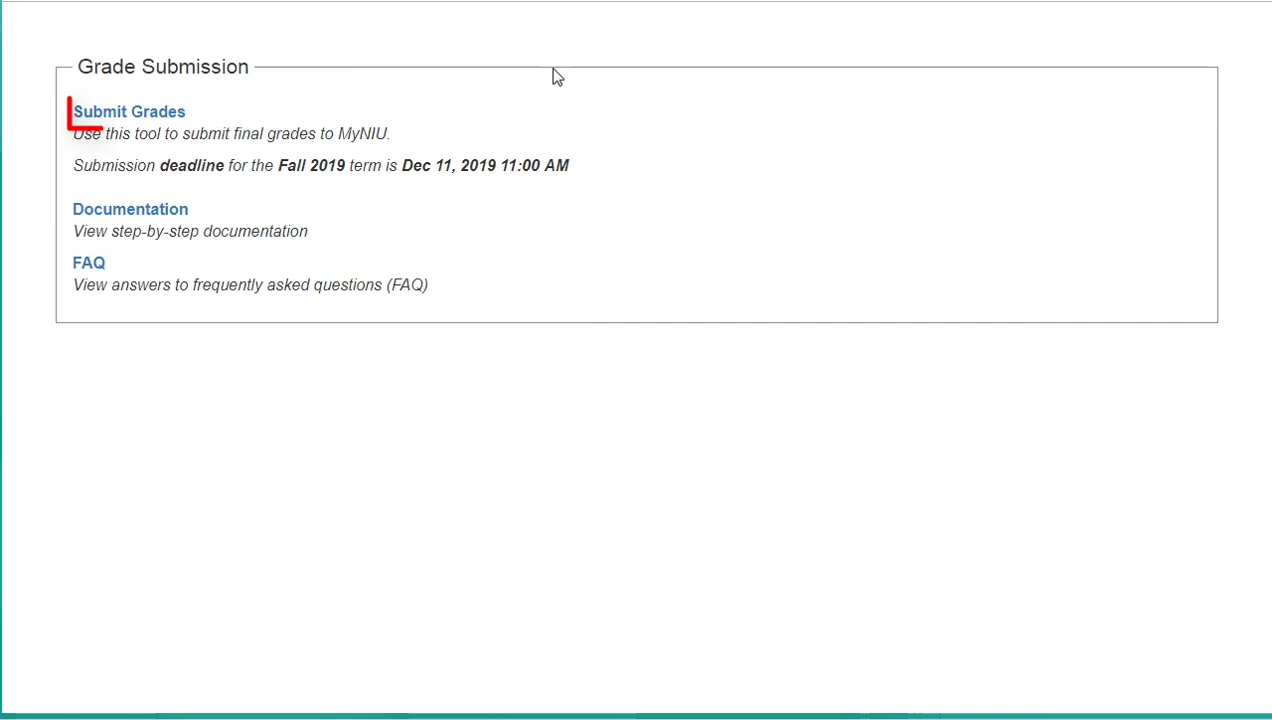 Grade Submission
Submit Grades
Use this tool to submit final grades to MyNIU.
Submission deadline for the Fall 2019 term is Dec 11, 2019 11:00 AM
Documentation
View step-by-step documentation
FAQ
View answers to frequently asked questions (FAQ)